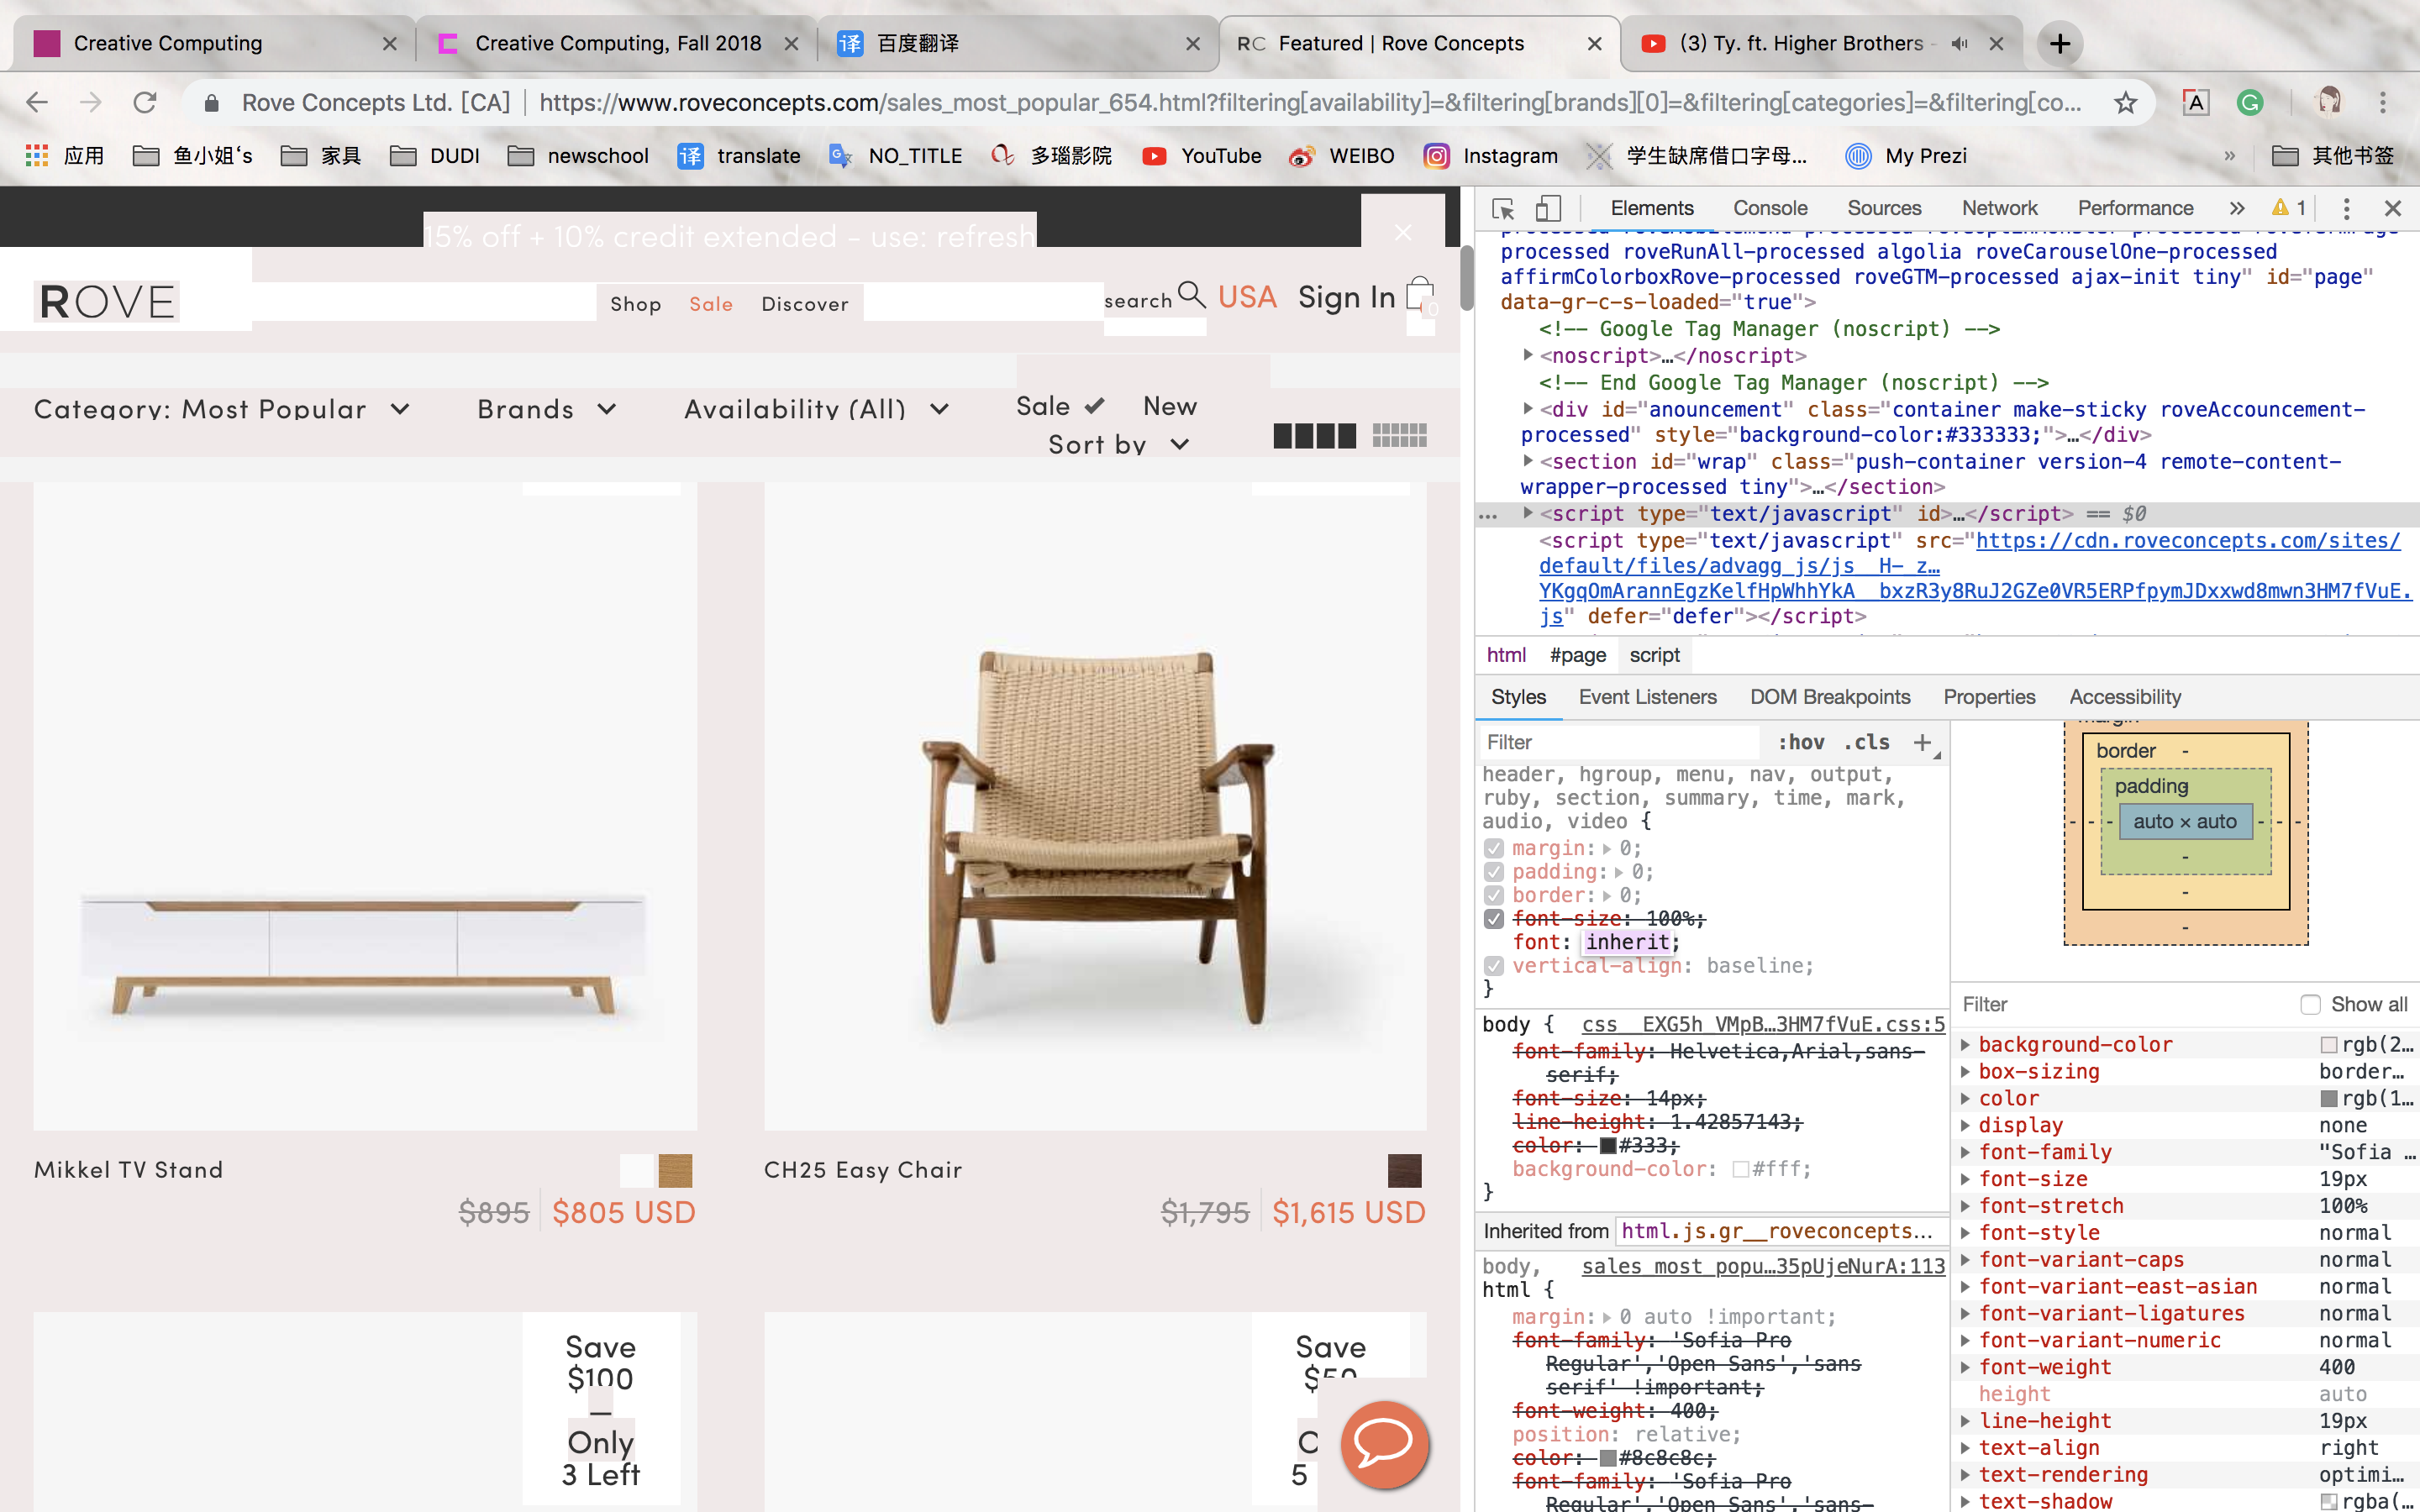 Creative Computing
Creative Computing, Fall 2018
译 百度翻译
RC Featured | Rove Concepts
(3) Ty. ft. Higher Brothers -
Rove Concepts Ltd. [CA] | https://www.roveconcepts.com/sales_most_popular_654.html?filtering[availability]=&filtering[brands][0]=&filtering[categories]=&filtering[co...
应用
鱼小姐‘s
家具
DUDI
newschool
译 translate
NO_TITLE
多瑙影院
YouTube
WEIBO
Instagram
学生缺席借口字母...
My Prezi
»
其他书签
15% off + 10% credit extended – use: refresh
ROVE
Shop Sale Discover
search USA Sign In 0
Category: Most Popular
Brands
Availability (All)
Sale New
Sort by
Mikkel TV Stand
$895 $805 USD
CH25 Easy Chair
$1,795 $1,615 USD
Save
$100
–
Only
3 Left
Save
$50
5
Elements Console Sources Network Performance » 1
processed roveRunAll-processed algolia roveCarouselOne-processed
affirmColorboxRove-processed roveGTM-processed ajax-init tiny" id="page"
data-gr-c-s-loaded="true">
<!-- Google Tag Manager (noscript) -->
<noscript>…</noscript>
<!-- End Google Tag Manager (noscript) -->
<div id="anouncement" class="container make-sticky roveAccouncement-
processed" style="background-color:#333333;">…</div>
<section id="wrap" class="push-container version-4 remote-content-
wrapper-processed tiny">…</section>
… <script type="text/javascript" id>…</script> == $0
<script type="text/javascript" src="https://cdn.roveconcepts.com/sites/
default/files/advagg_js/js__H-_z…
YKgqOmArannEgzKelfHpWhhYkA__bxzR3y8RuJ2GZe0VR5ERPfpymJDxxwd8mwn3HM7fVuE.
js" defer="defer"></script>
html #page script
Styles Event Listeners DOM Breakpoints Properties Accessibility
Filter :hov .cls +
header, hgroup, menu, nav, output,
ruby, section, summary, time, mark,
audio, video {
margin: 0;
padding: 0;
border: 0;
font-size: 100%;
font: inherit;
vertical-align: baseline;
}
body { css__EXG5h_VMpB…3HM7fVuE.css:5
font-family: Helvetica,Arial,sans-
serif;
font-size: 14px;
line-height: 1.42857143;
color: #333;
background-color: #fff;
}
Inherited from html.js.gr__roveconcepts…
body, sales_most_popu…35pUjeNurA:113
html {
margin: 0 auto !important;
font-family: 'Sofia Pro
Regular','Open Sans','sans
serif' !important;
font-weight: 400;
position: relative;
color: #8c8c8c;
font-family: 'Sofia Pro
Regular','Open Sans','sans-
margin
border -
padding
auto × auto
Filter Show all
background-color rgb(2…
box-sizing border…
color rgb(1…
display none
font-family "Sofia …
font-size 19px
font-stretch 100%
font-style normal
font-variant-caps normal
font-variant-east-asian normal
font-variant-ligatures normal
font-variant-numeric normal
font-weight 400
height auto
line-height 19px
text-align right
text-rendering optimi…
text-shadow rgba(…